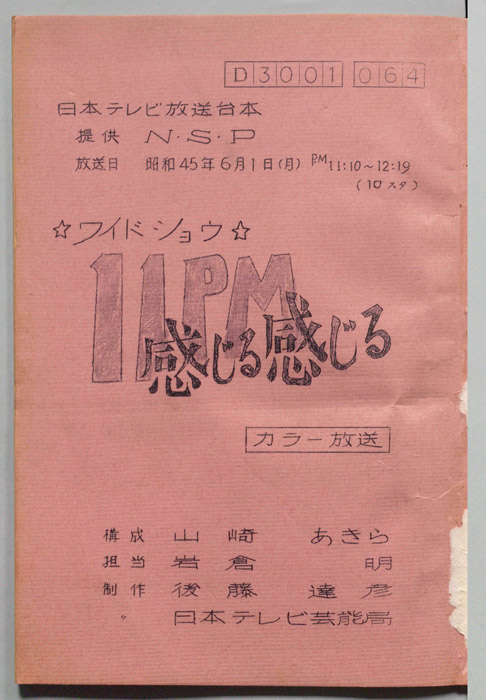 D3001 064
日本テレビ放送台本
提供 N・S・P
放送日 昭和45年6月1日(月) PM11:10~12:19
(10スタ)
☆ワイドショウ☆
11PM
感じる感じる
カラー放送
構成 山崎 あきら
担当 岩倉 明
制作 後藤 達彦
〃 日本テレビ芸能局